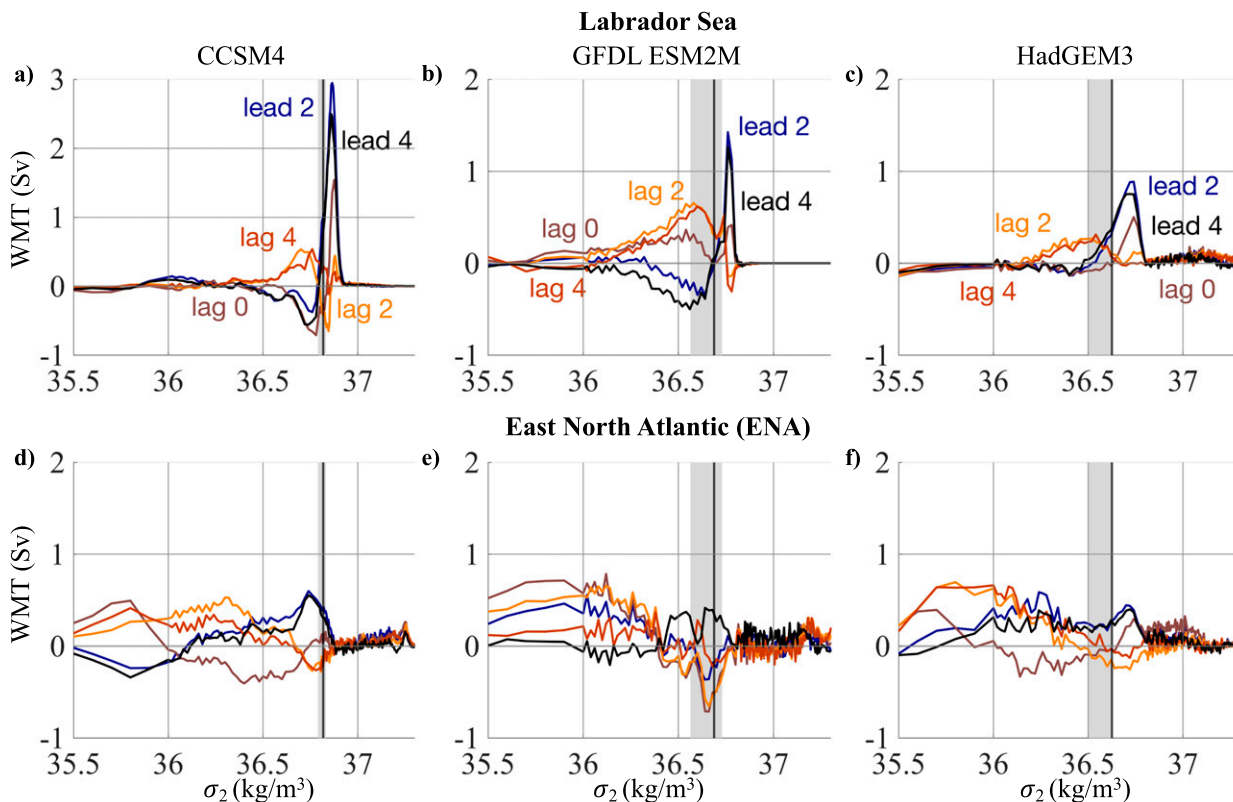 Labrador Sea
CCSM4 GFDL ESM2M HadGEM3
a) b) c)
3 2 2
lead 2 lead 2
lead 4
2 1 1
lag 2 lead 2
WMT (Sv) lead 4 lag 2
1 lag 0 lead 4
lag 4
0 0 0
lag 0 lag 2 lag 4 lag 4 lag 0
-1 -1 -1
35.5 36 36.5 37 35.5 36 36.5 37 35.5 36 36.5 37
East North Atlantic (ENA)
d) e) f)
2 2 2
1 1 1
WMT (Sv)
0 0 0
-1 -1 -1
35.5 36 36.5 37 35.5 36 36.5 37 35.5 36 36.5 37
σ₂ (kg/m³) σ₂ (kg/m³) σ₂ (kg/m³)